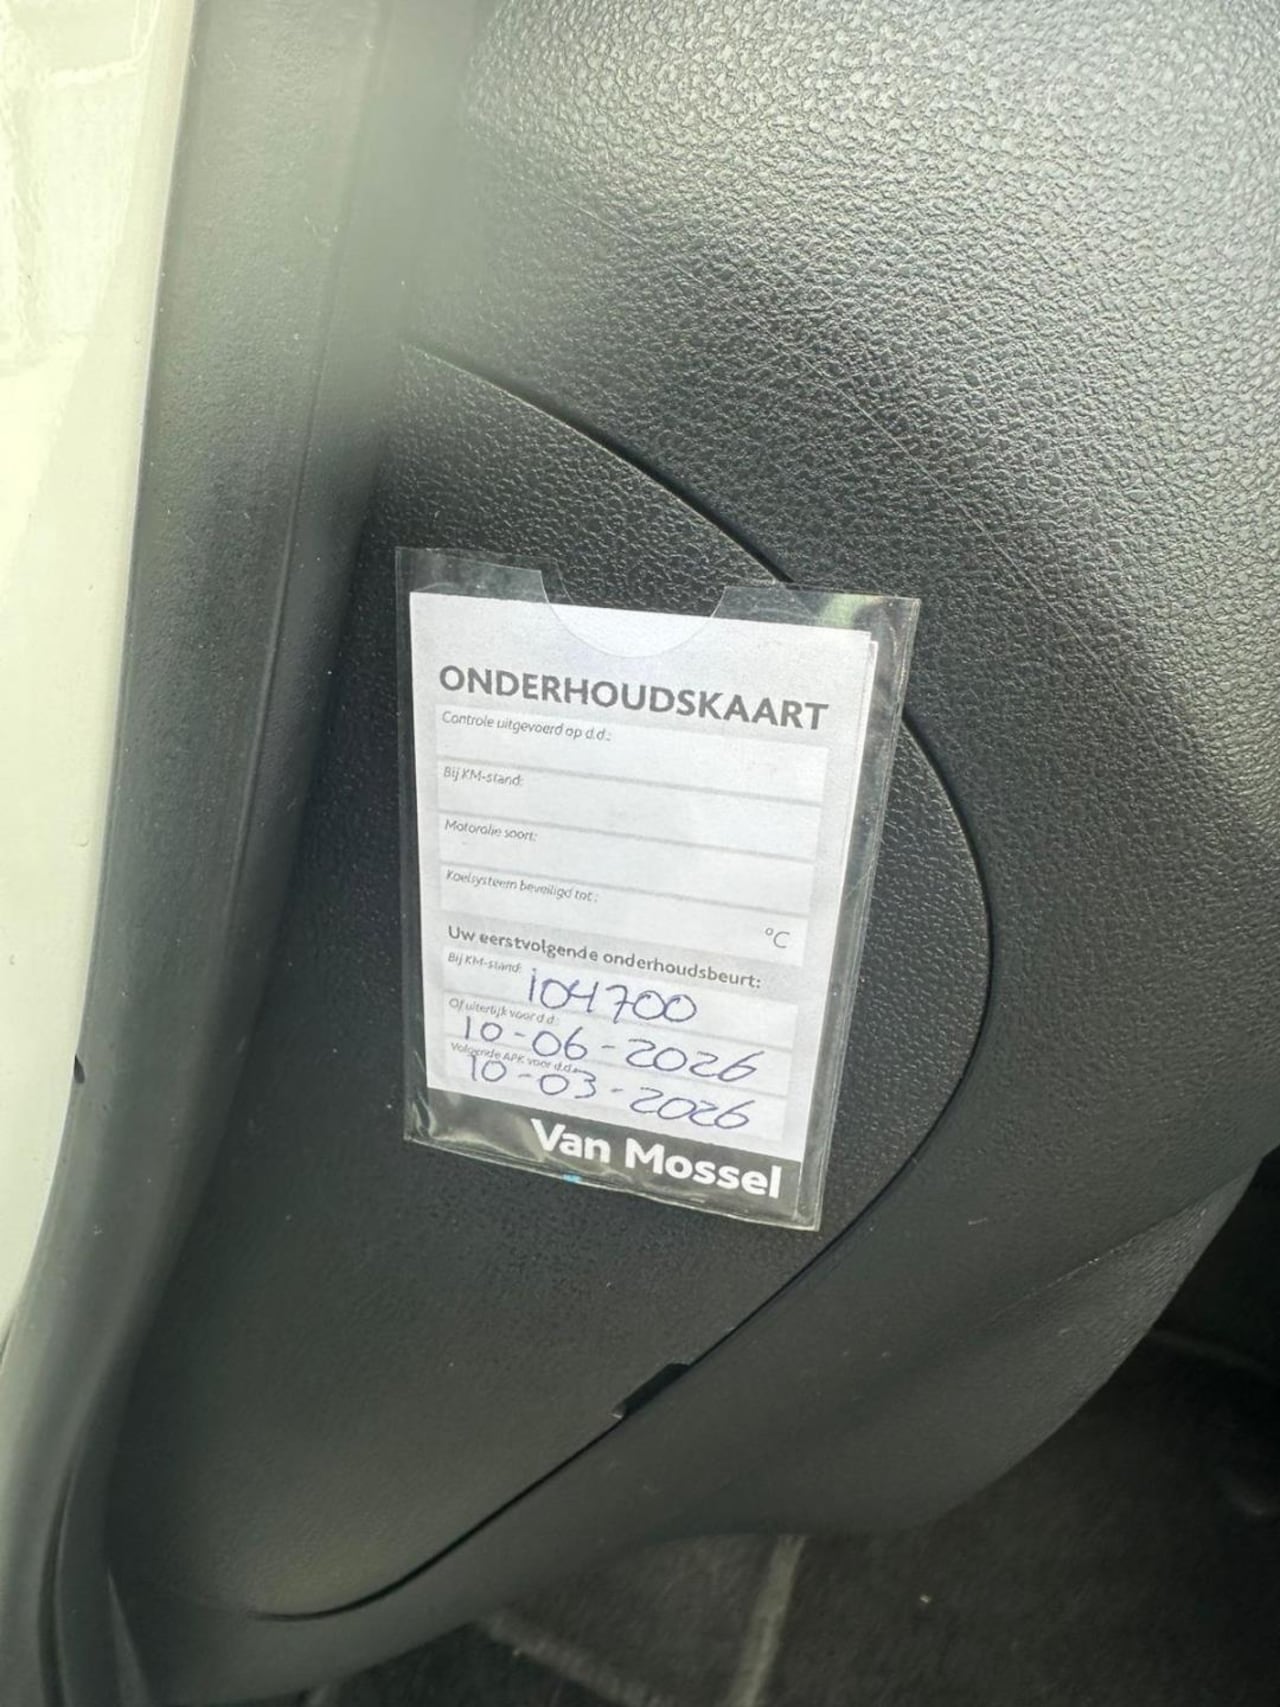 ONDERHOUDSKAART
Controle uitgevoerd op d.d.:
Bij KM-stand:
Motorolie soort:
Koelsysteem beveiligd tot:
°C
Uw eerstvolgende onderhoudsbeurt:
Bij KM-stand: 104700
Of uiterlijk voor d.d:
10-06-2026
Volgende APK voor d.d.:
10-03-2026
Van Mossel